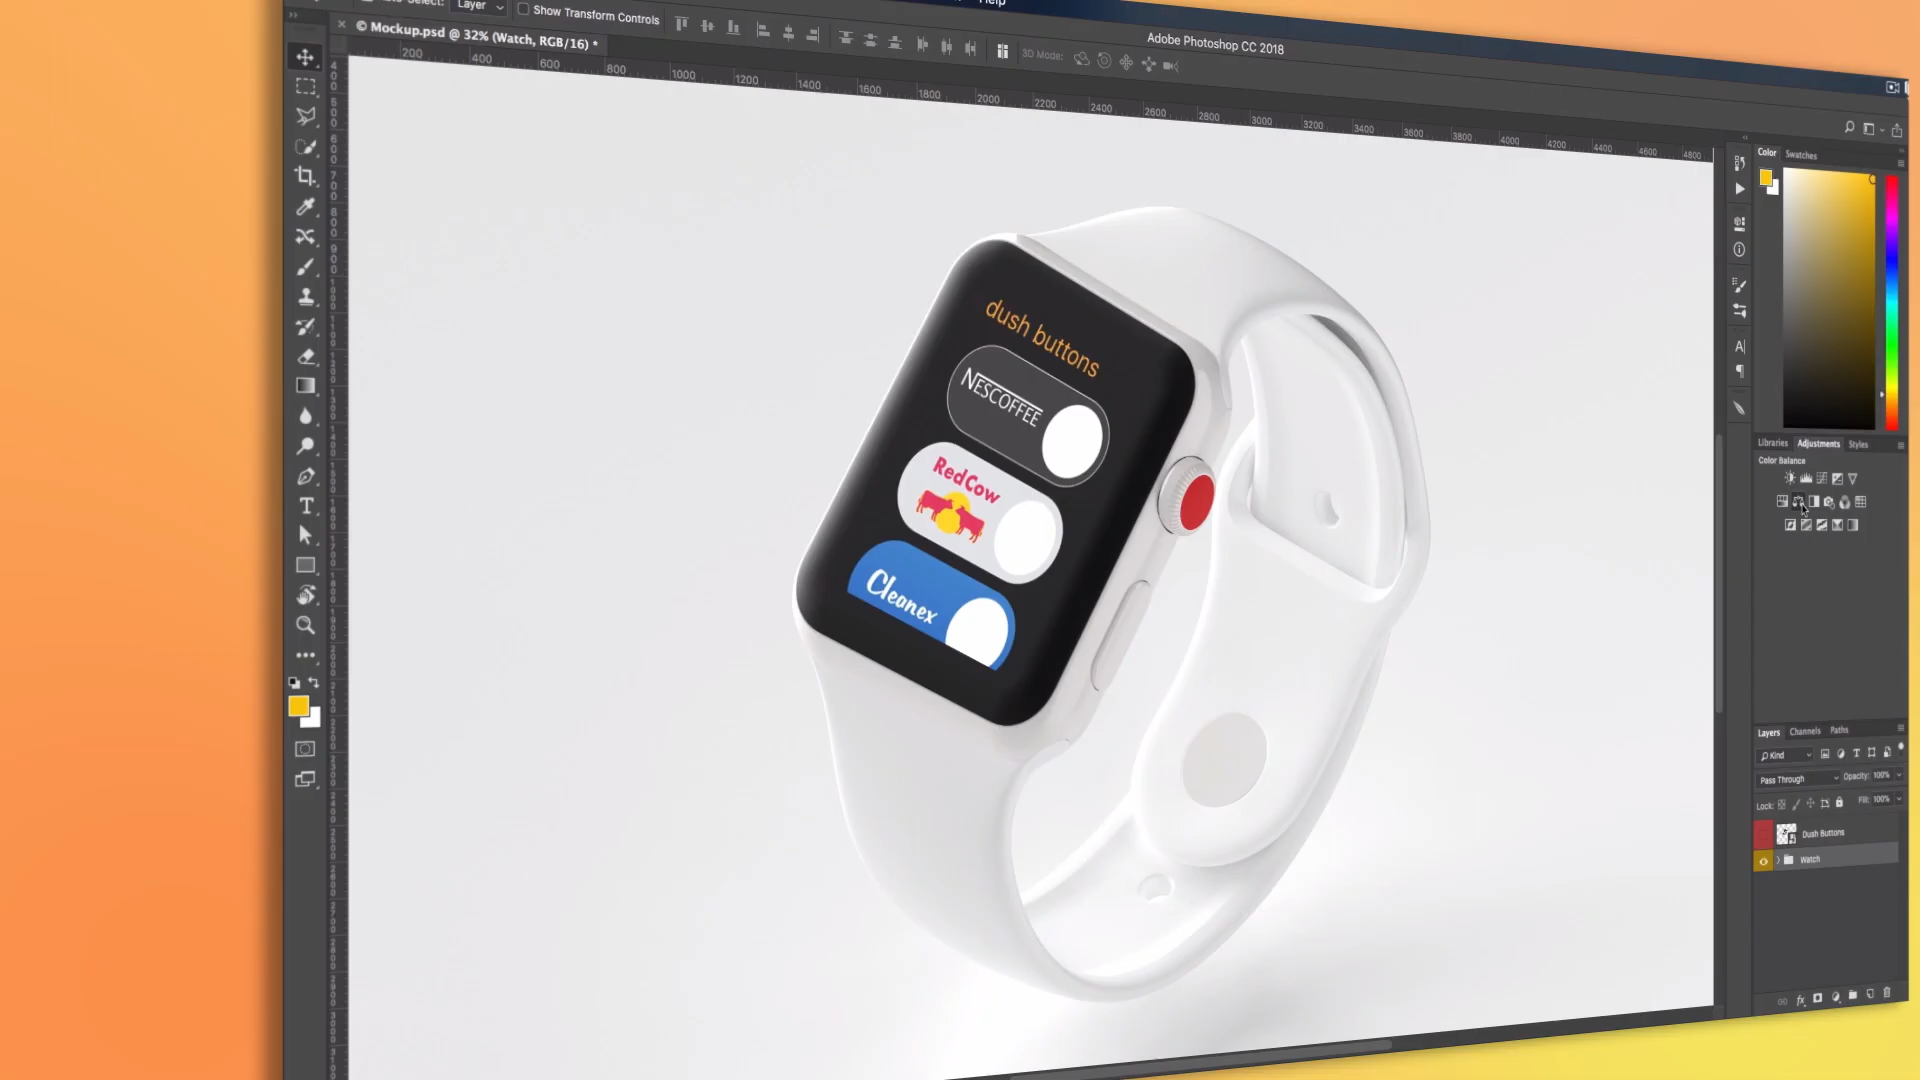 Layer
Show Transform Controls
Help
Adobe Photoshop CC 2018
© Mockup.psd @ 32% (Watch, RGB/16) *
3D Mode:
200 400 600 800 1000 1200 1400 1600 1800 2000 2200 2400 2600 2800 3000 3200 3400 3600 3800 4000 4200 4400 4600 4800
Color Swatches
dush buttons
NESCOFFEE
RedCow
Cleanex
Libraries Adjustments Styles
Color Balance
Layers Channels Paths
Kind
Pass Through Opacity: 100%
Lock: Fill: 100%
Dush Buttons
Watch